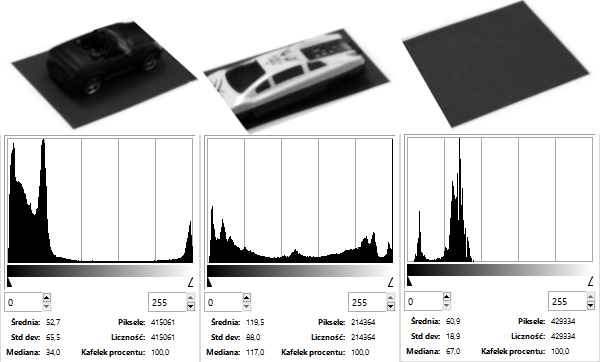 0 255
Średnia: 52,7 Piksele: 415061
Std dev: 65,5 Liczność: 415061
Mediana: 34,0 Kafelek procentu: 100,0
0 255
Średnia: 119,5 Piksele: 214364
Std dev: 88,0 Liczność: 214364
Mediana: 117,0 Kafelek procentu: 100,0
0 255
Średnia: 60,9 Piksele: 429334
Std dev: 18,9 Liczność: 429334
Mediana: 67,0 Kafelek procentu: 100,0